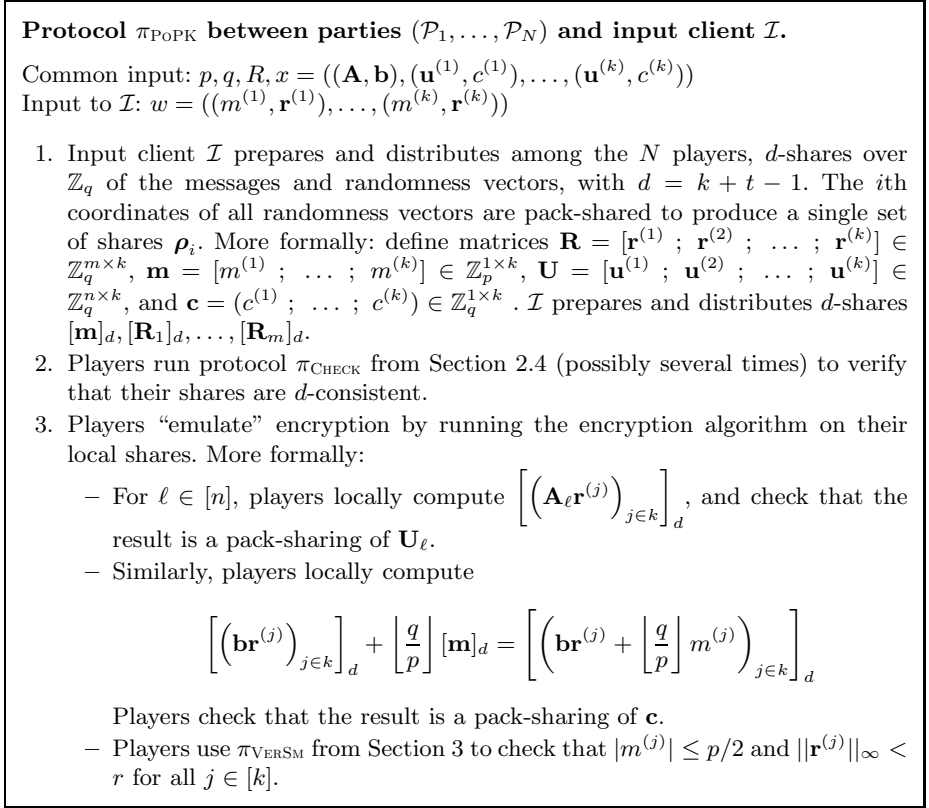 Protocol π_PoPK between parties (𝒫₁, . . . , 𝒫_N) and input client ℐ.
Common input: p, q, R, x = ((𝐀, 𝐛), (𝐮⁽¹⁾, c⁽¹⁾), . . . , (𝐮⁽ᵏ⁾, c⁽ᵏ⁾))
Input to ℐ: w = ((m⁽¹⁾, 𝐫⁽¹⁾), . . . , (m⁽ᵏ⁾, 𝐫⁽ᵏ⁾))
1. Input client ℐ prepares and distributes among the N players, d-shares over
ℤ_q of the messages and randomness vectors, with d = k + t − 1. The ith
coordinates of all randomness vectors are pack-shared to produce a single set
of shares 𝝆_i. More formally: define matrices 𝐑 = [𝐫⁽¹⁾ ; 𝐫⁽²⁾ ; . . . ; 𝐫⁽ᵏ⁾] ∈
ℤ_q^{m×k}, 𝐦 = [m⁽¹⁾ ; . . . ; m⁽ᵏ⁾] ∈ ℤ_p^{1×k}, 𝐔 = [𝐮⁽¹⁾ ; 𝐮⁽²⁾ ; . . . ; 𝐮⁽ᵏ⁾] ∈
ℤ_q^{n×k}, and 𝐜 = (c⁽¹⁾ ; . . . ; c⁽ᵏ⁾) ∈ ℤ_q^{1×k} . ℐ prepares and distributes d-shares
[𝐦]_d, [𝐑₁]_d, . . . , [𝐑_m]_d.
2. Players run protocol π_Check from Section 2.4 (possibly several times) to verify
that their shares are d-consistent.
3. Players “emulate” encryption by running the encryption algorithm on their
local shares. More formally:
– For ℓ ∈ [n], players locally compute [(𝐀_ℓ𝐫⁽ʲ⁾)_{j∈k}]_d, and check that the
result is a pack-sharing of 𝐔_ℓ.
– Similarly, players locally compute
[(𝐛𝐫⁽ʲ⁾)_{j∈k}]_d + ⌊q/p⌋ [𝐦]_d = [(𝐛𝐫⁽ʲ⁾ + ⌊q/p⌋ m⁽ʲ⁾)_{j∈k}]_d
Players check that the result is a pack-sharing of 𝐜.
– Players use π_VerSm from Section 3 to check that |m⁽ʲ⁾| ≤ p/2 and ||𝐫⁽ʲ⁾||_∞ <
r for all j ∈ [k].